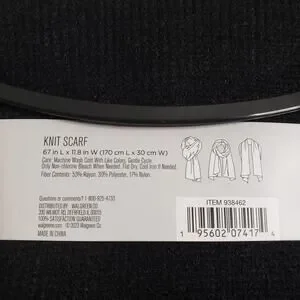 KNIT SCARF
67 in L x 11.8 in W (170 cm L x 30 cm W)
Care: Machine Wash Cold With Like Colors, Gentle Cycle.
Only Non-chlorine Bleach When Needed. Flat Dry. Cool Iron If Needed.
Fiber Contents: 53% Rayon, 30% Polyester, 17% Nylon.
Questions or comments? 1-800-925-4733
DISTRIBUTED BY: WALGREEN CO.
200 WILMOT RD., DEERFIELD, IL 60015
100% SATISFACTION GUARANTEED
walgreens.com ©2023 Walgreen Co.
MADE IN CHINA
ITEM 938462
1 95602 07417 4